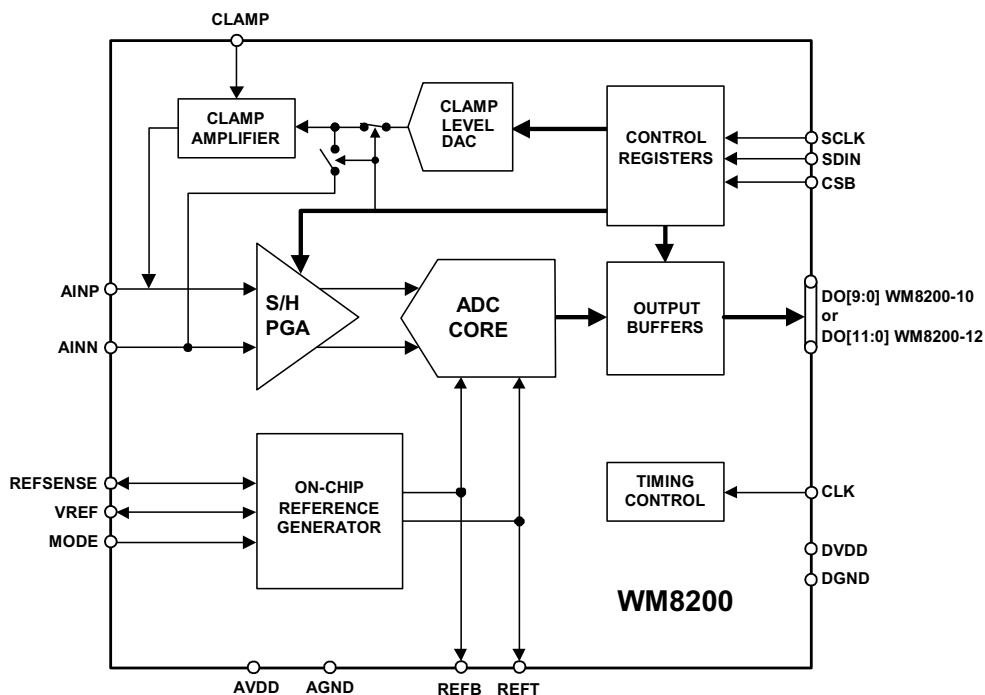 CLAMP
CLAMP
AMPLIFIER
CLAMP
LEVEL
DAC
CONTROL
REGISTERS
SCLK
SDIN
CSB
AINP
AINN
S/H
PGA
ADC
CORE
OUTPUT
BUFFERS
DO[9:0] WM8200-10
or
DO[11:0] WM8200-12
REFSENSE
VREF
MODE
ON-CHIP
REFERENCE
GENERATOR
TIMING
CONTROL
CLK
DVDD
DGND
WM8200
AVDD
AGND
REFB
REFT